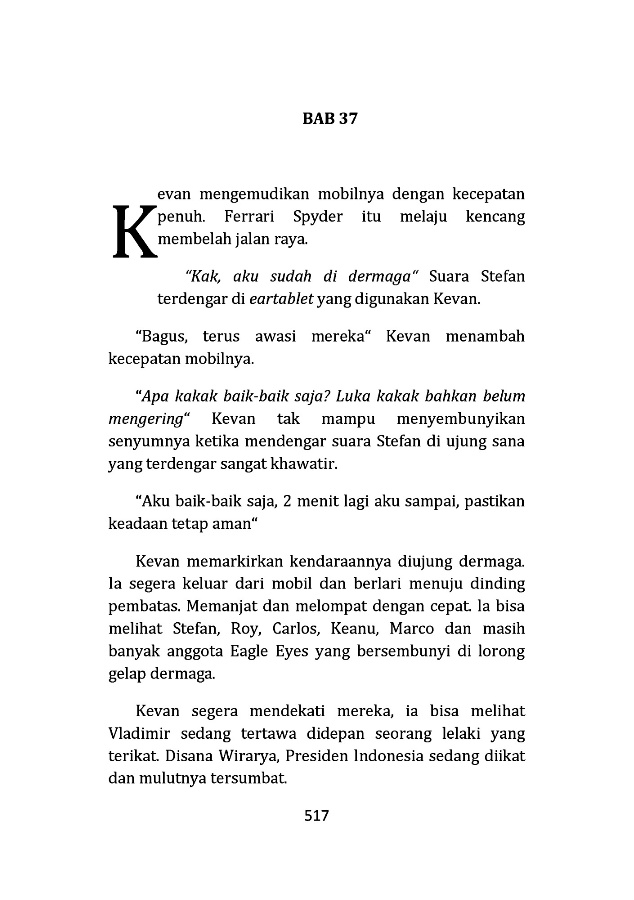 BAB 37
Kevan mengemudikan mobilnya dengan kecepatan
penuh. Ferrari Spyder itu melaju kencang
membelah jalan raya.
“Kak, aku sudah di dermaga“ Suara Stefan
terdengar di eartablet yang digunakan Kevan.
“Bagus, terus awasi mereka“ Kevan menambah
kecepatan mobilnya.
“Apa kakak baik-baik saja? Luka kakak bahkan belum
mengering“ Kevan tak mampu menyembunyikan
senyumnya ketika mendengar suara Stefan di ujung sana
yang terdengar sangat khawatir.
“Aku baik-baik saja, 2 menit lagi aku sampai, pastikan
keadaan tetap aman“
Kevan memarkirkan kendaraannya diujung dermaga.
Ia segera keluar dari mobil dan berlari menuju dinding
pembatas. Memanjat dan melompat dengan cepat. Ia bisa
melihat Stefan, Roy, Carlos, Keanu, Marco dan masih
banyak anggota Eagle Eyes yang bersembunyi di lorong
gelap dermaga.
Kevan segera mendekati mereka, ia bisa melihat
Vladimir sedang tertawa didepan seorang lelaki yang
terikat. Disana Wirarya, Presiden Indonesia sedang diikat
dan mulutnya tersumbat.
517